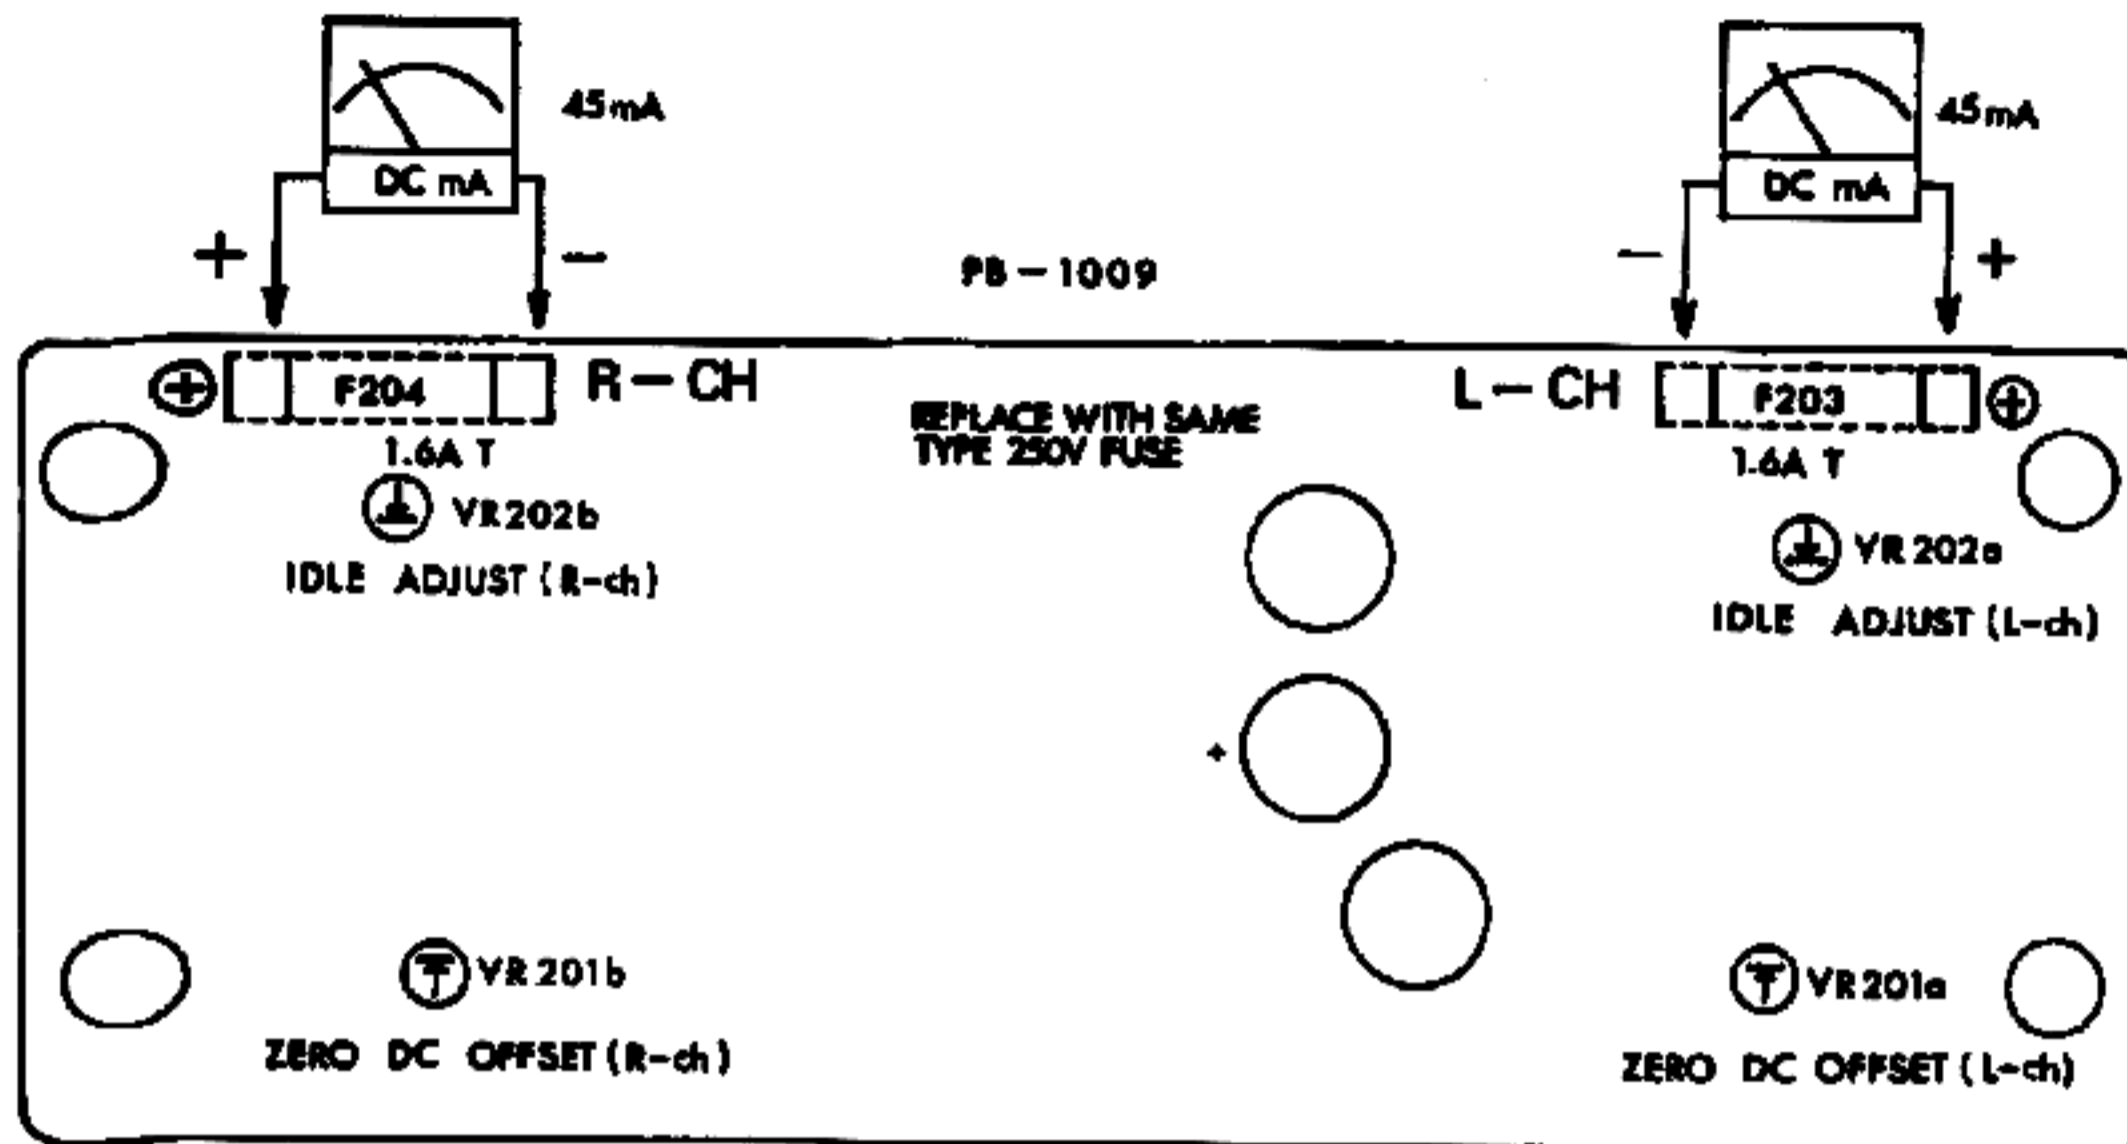 45mA
45mA
DC mA
DC mA
+
−
−
+
PB-1009
F204
R-CH
L-CH
F203
REPLACE WITH SAME
TYPE 250V FUSE
1.6A T
1.6A T
VR202b
VR202a
IDLE ADJUST (R-ch)
IDLE ADJUST (L-ch)
+
VR201b
VR201a
ZERO DC OFFSET (R-ch)
ZERO DC OFFSET (L-ch)